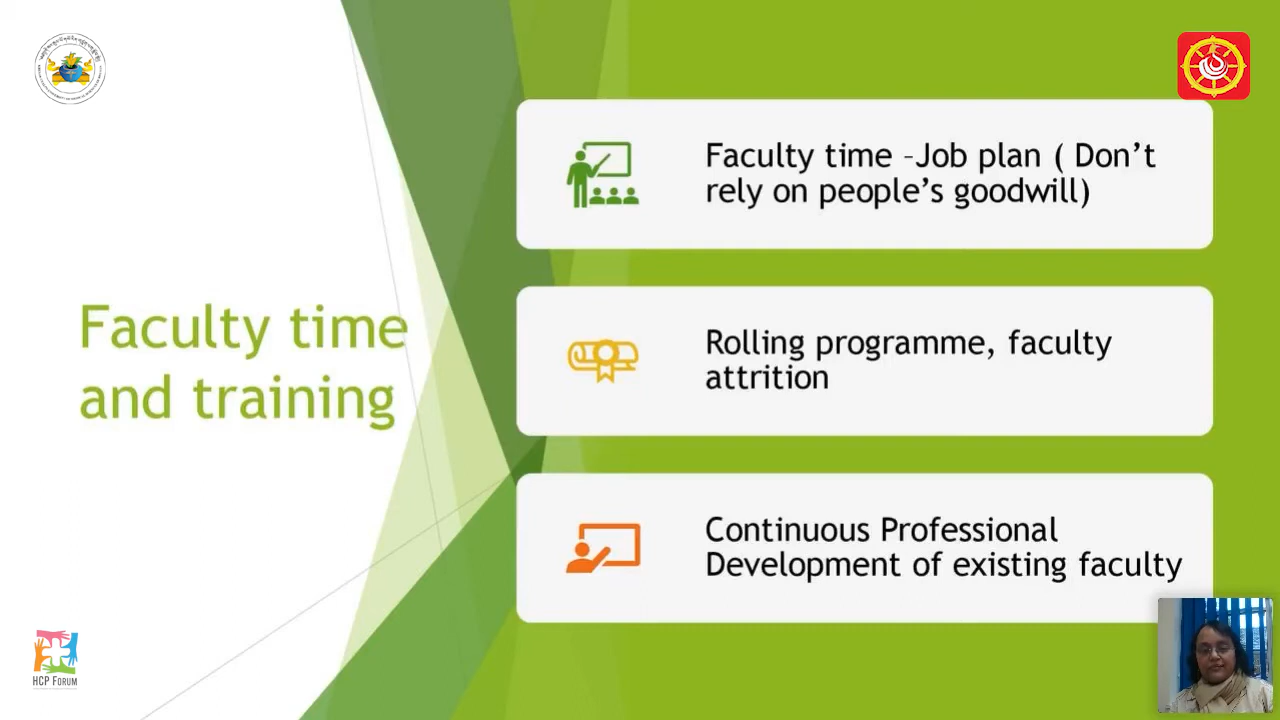 Faculty time
and training
Faculty time –Job plan ( Don’t
rely on people’s goodwill)
Rolling programme, faculty
attrition
Continuous Professional
Development of existing faculty
HCP FORUM